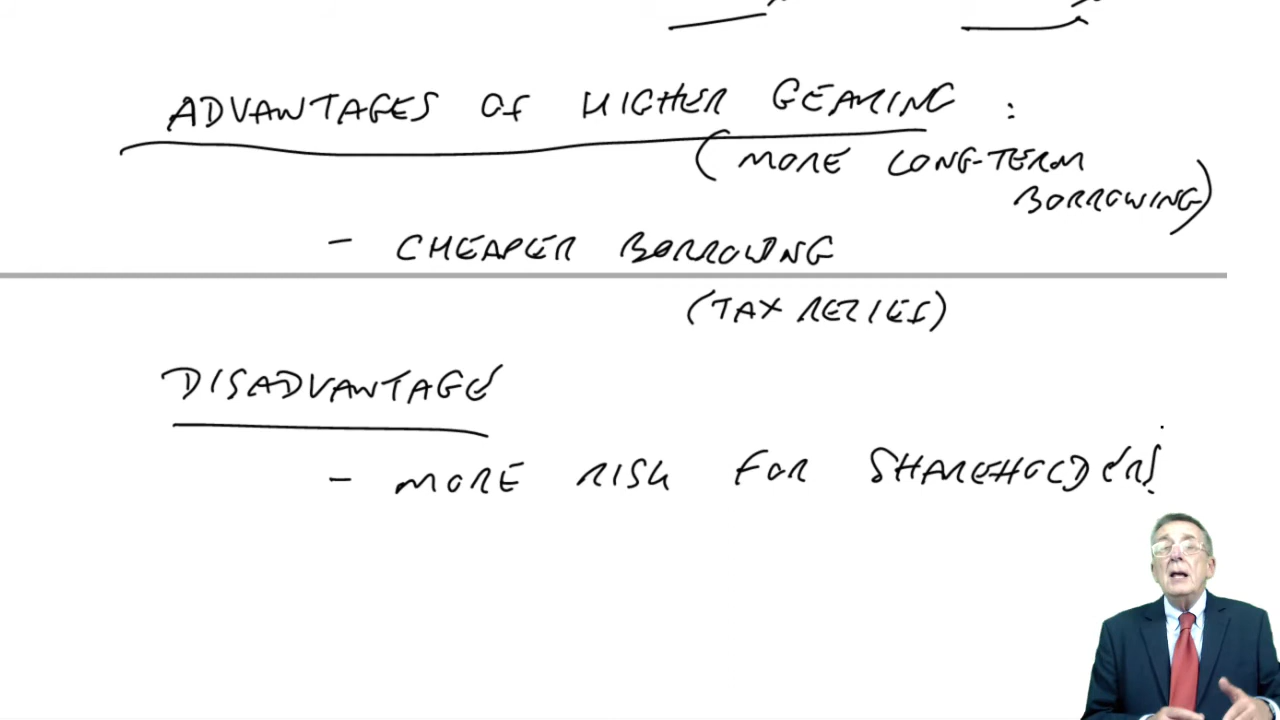 ADVANTAGES OF HIGHER GEARING :
(MORE LONG-TERM
BORROWING)
- CHEAPER BORROWING
(TAX RELIEF)
DISADVANTAGE
- MORE RISK FOR SHAREHOLDERS